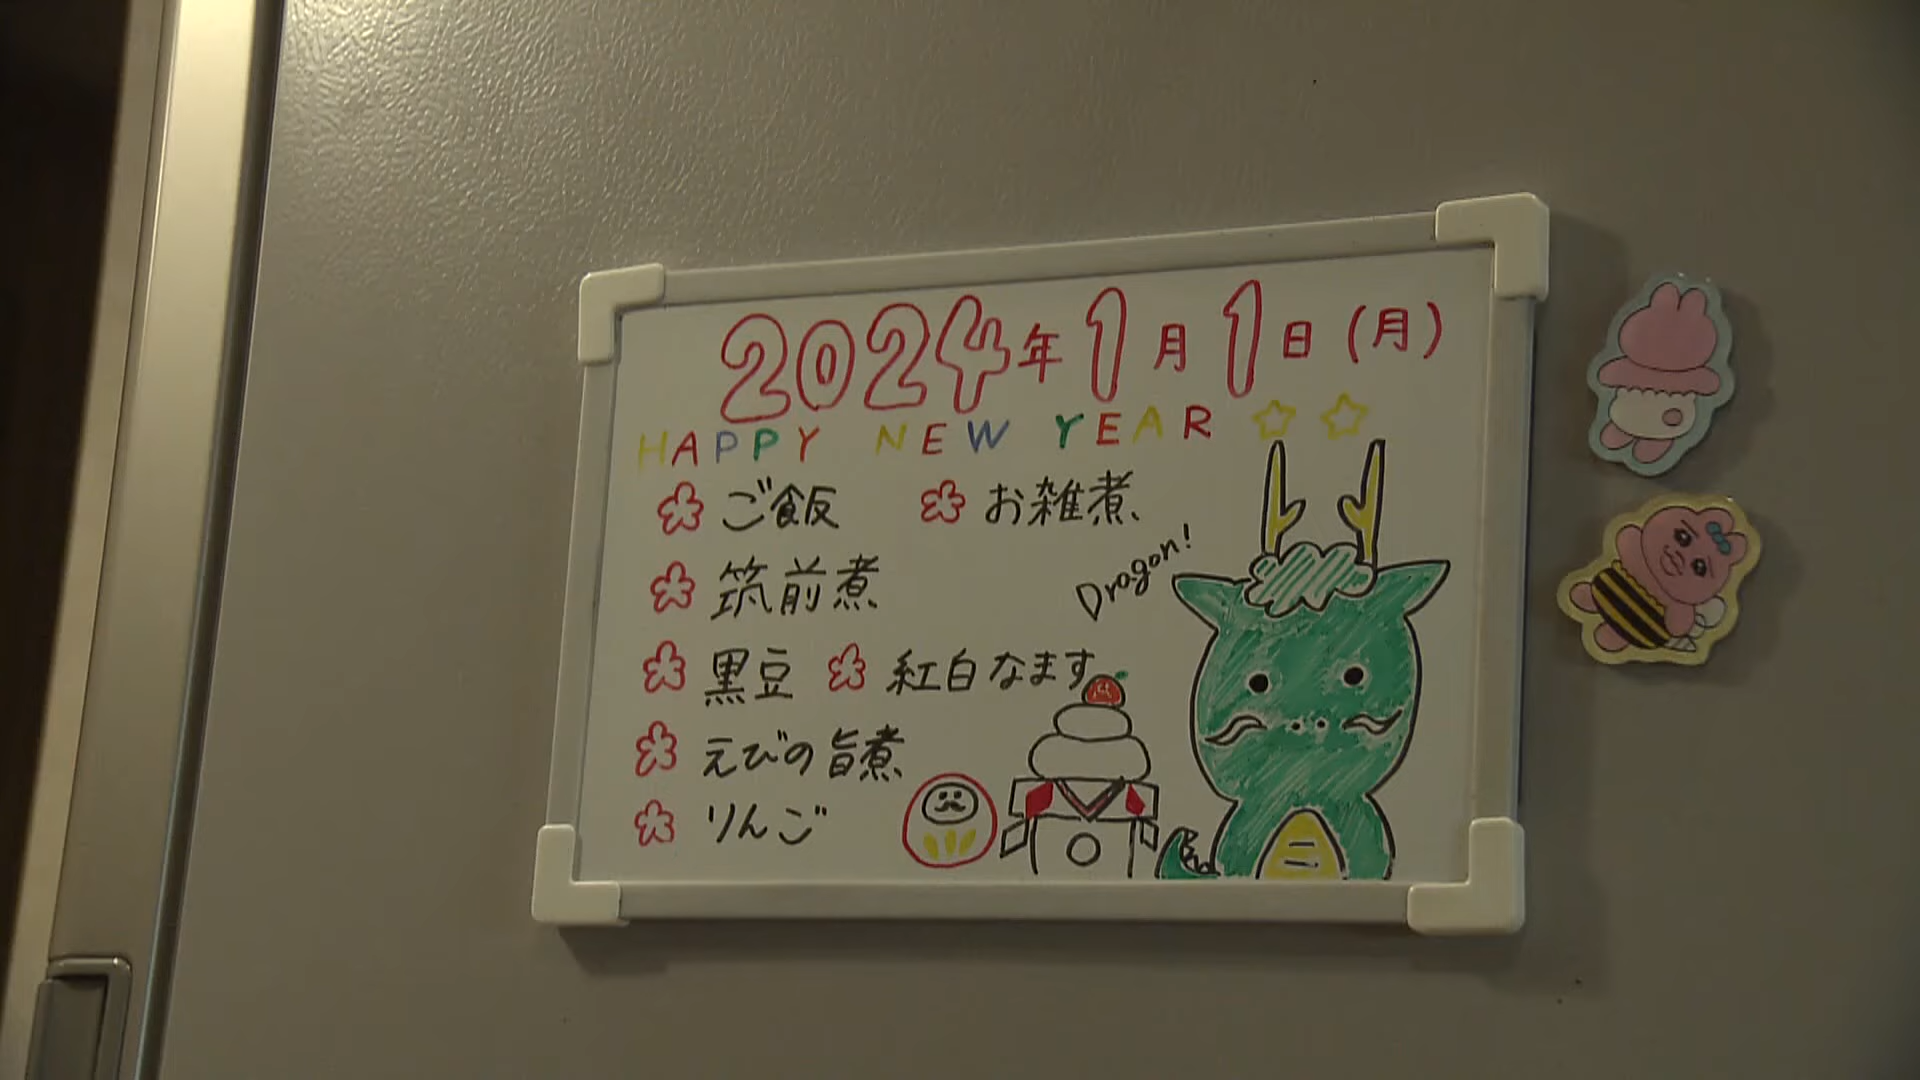 2024年1月1日(月)
HAPPY NEW YEAR
ご飯 お雑煮
Dragon!
筑前煮
黒豆 紅白なます
えびの旨煮
りんご